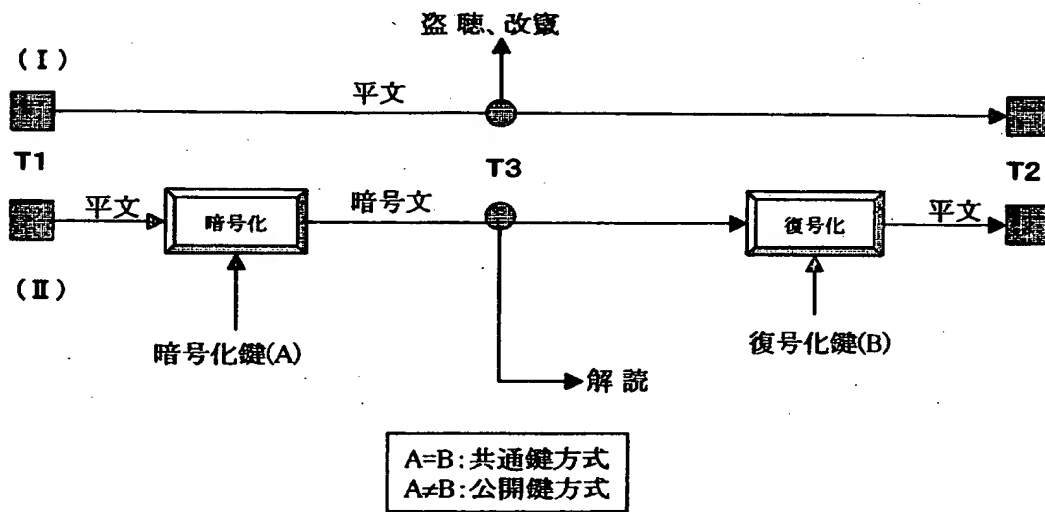 盗聴、改竄
(Ⅰ)
平文
T1
T3
T2
平文
暗号化
暗号文
復号化
平文
(Ⅱ)
暗号化鍵(A)
復号化鍵(B)
解読
A=B:共通鍵方式
A≠B:公開鍵方式